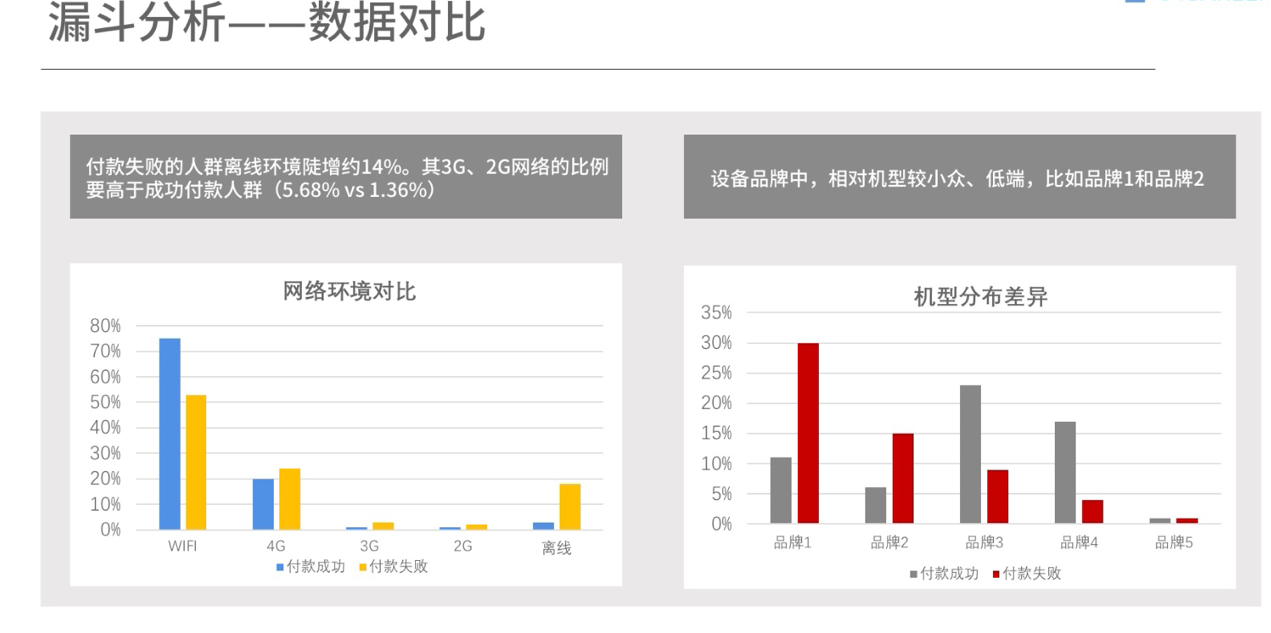 漏斗分析——数据对比
付款失败的人群离线环境陡增约14%。其3G、2G网络的比例
要高于成功付款人群（5.68% vs 1.36%）
设备品牌中，相对机型较小众、低端，比如品牌1和品牌2
网络环境对比
80%
70%
60%
50%
40%
30%
20%
10%
0%
WIFI 4G 3G 2G 离线
付款成功 付款失败
机型分布差异
35%
30%
25%
20%
15%
10%
5%
0%
品牌1 品牌2 品牌3 品牌4 品牌5
付款成功 付款失败